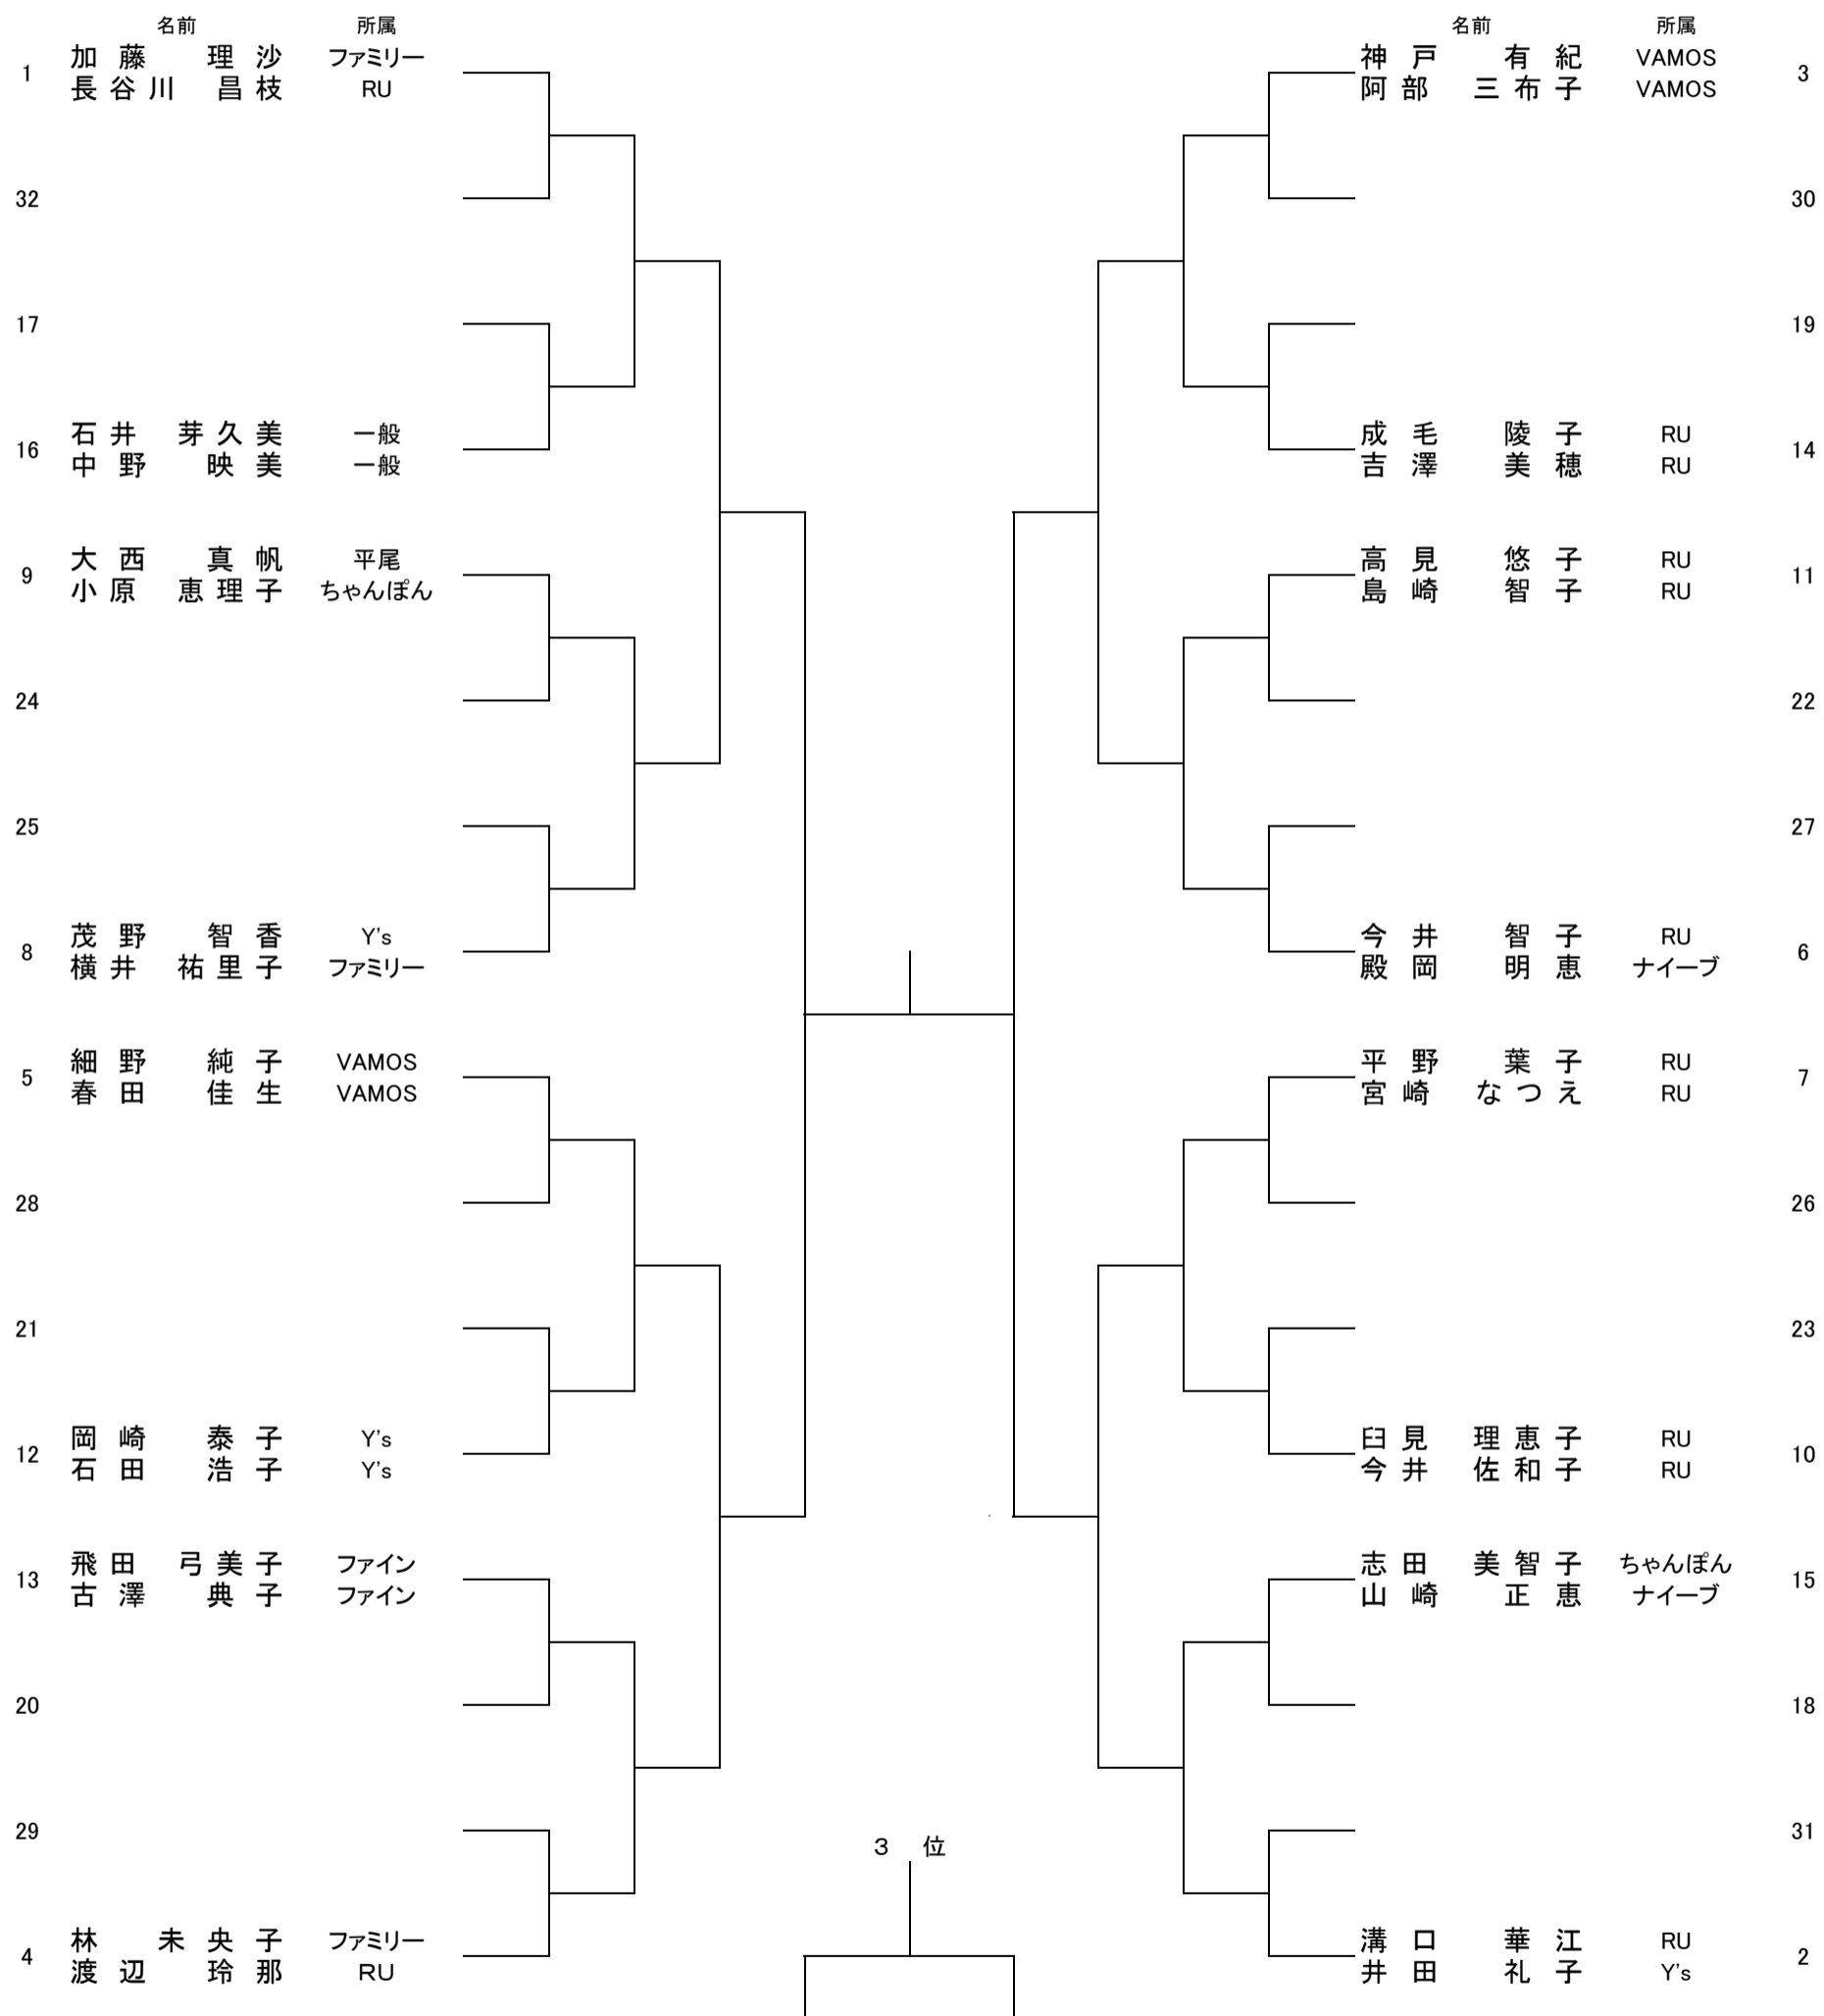 名前 所属
加藤 理沙 ファミリー
1
長谷川 昌枝 RU
32
17
石井 芽久美 一般
16
中野 映美 一般
大西 真帆 平尾
9
小原 恵理子 ちゃんぽん
24
25
茂野 智香 Y's
8
横井 祐里子 ファミリー
細野 純子 VAMOS
5
春田 佳生 VAMOS
28
21
岡崎 泰子 Y's
12
石田 浩子 Y's
飛田 弓美子 ファイン
13
古澤 典子 ファイン
20
29
林 未央子 ファミリー
4
渡辺 玲那 RU
3 位
名前 所属
神戸 有紀 VAMOS
3
阿部 三布子 VAMOS
30
19
成毛 陵子 RU
14
吉澤 美穂 RU
高見 悠子 RU
11
島崎 智子 RU
22
27
今井 智子 RU
6
殿岡 明恵 ナイーブ
平野 葉子 RU
7
宮崎 なつえ RU
26
23
臼見 理恵子 RU
10
今井 佐和子 RU
志田 美智子 ちゃんぽん
15
山崎 正恵 ナイーブ
18
31
溝口 華江 RU
2
井田 礼子 Y's